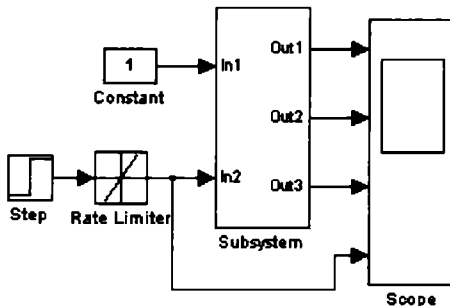 1
Constant
Step
Rate Limiter
In1
In2
Out1
Out2
Out3
Subsystem
Scope